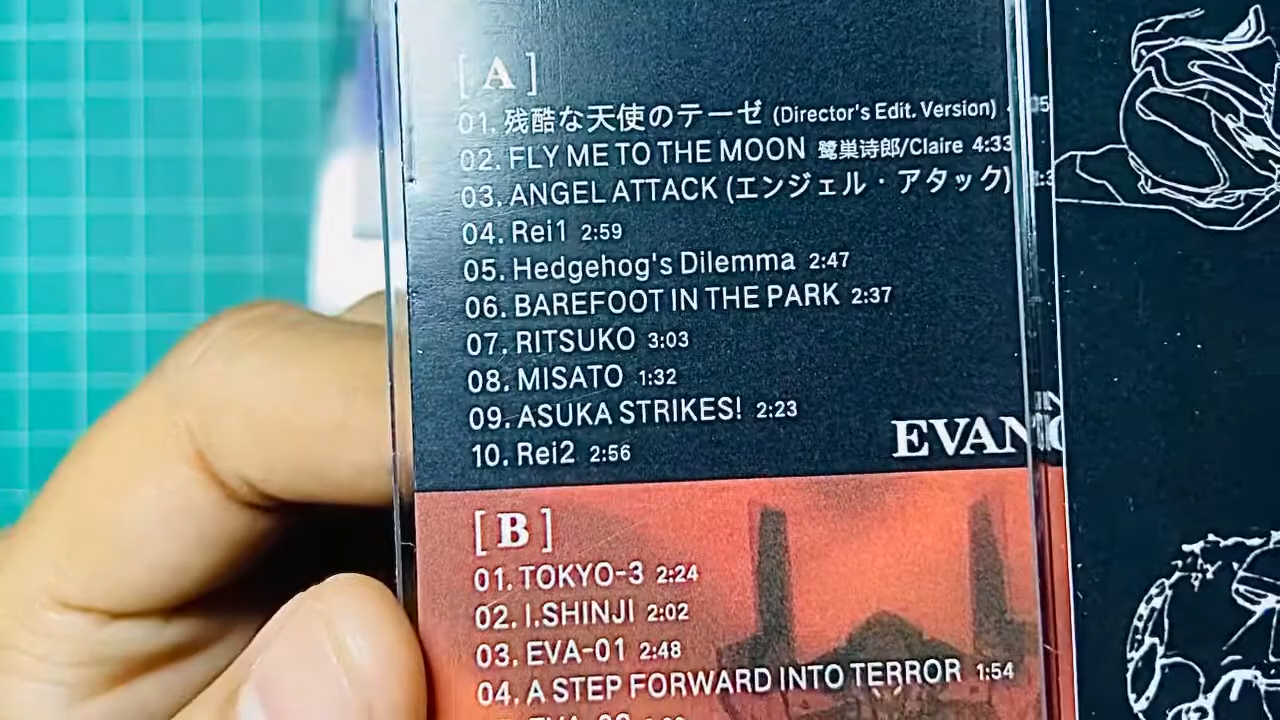 [A]
01. 残酷な天使のテーゼ (Director's Edit. Version)
02. FLY ME TO THE MOON 鹭巣诗郎/Claire 4:33
03. ANGEL ATTACK (エンジェル・アタック)
04. Rei1 2:59
05. Hedgehog's Dilemma 2:47
06. BAREFOOT IN THE PARK 2:37
07. RITSUKO 3:03
08. MISATO 1:32
09. ASUKA STRIKES! 2:23
10. Rei2 2:56
EVAN
[B]
01. TOKYO-3 2:24
02. I.SHINJI 2:02
03. EVA-01 2:48
04. A STEP FORWARD INTO TERROR 1:54